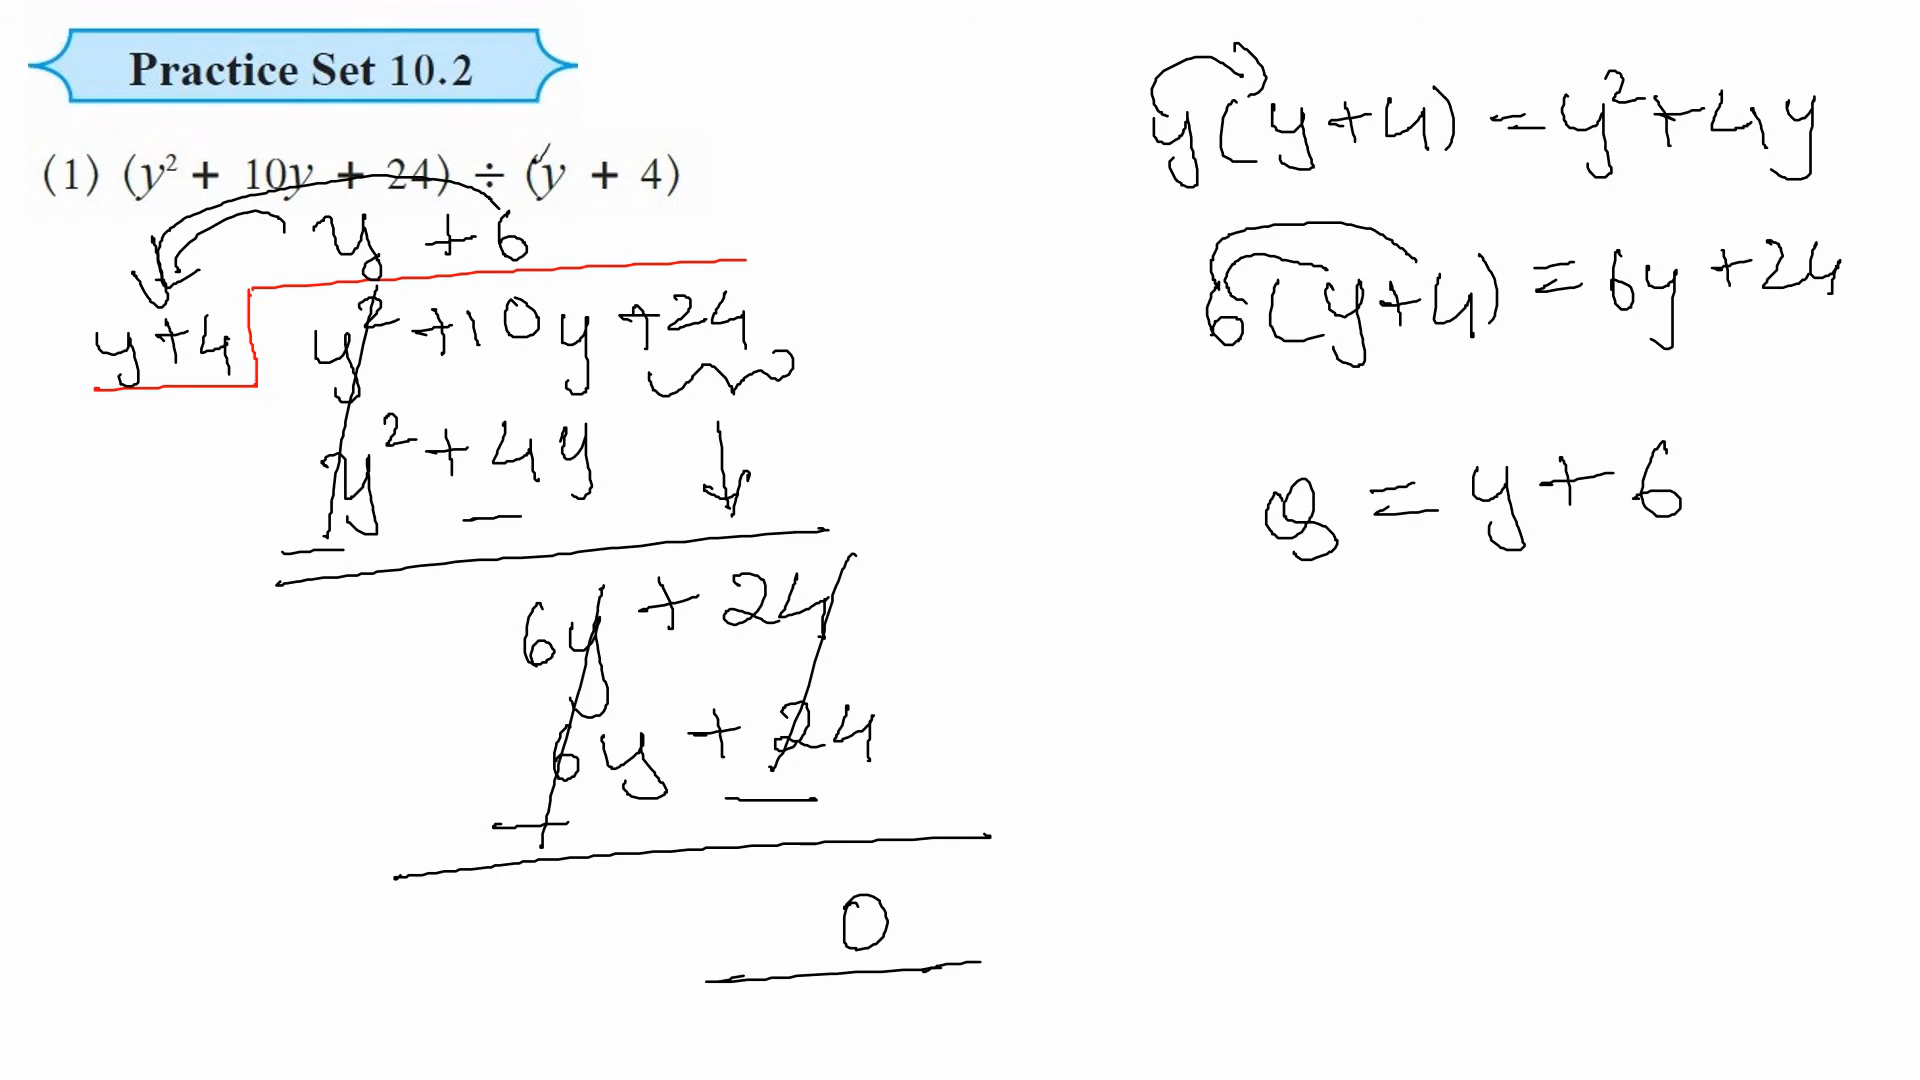 Practice Set 10.2
(1) (y² + 10y + 24) ÷ (y + 4)
y + 6
y+4 y² +10y +24
y² + 4y
6y + 24
6y + 24
0
y(y+4) = y²+4y
6(y+4) = 6y +24
= y + 6